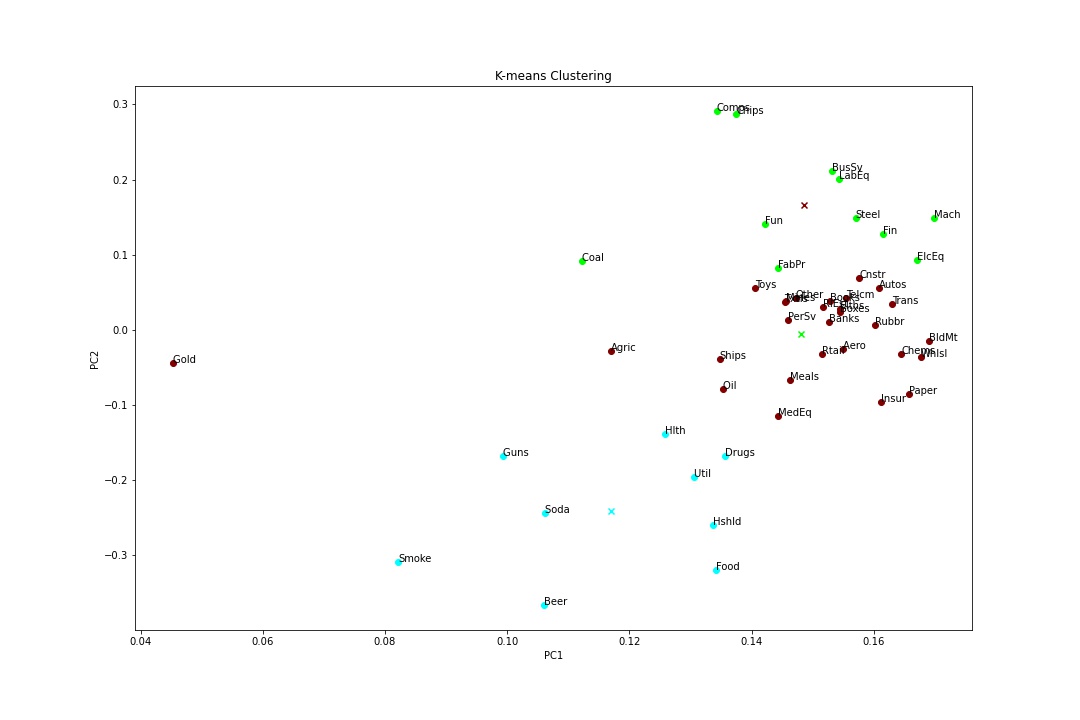 K-means Clustering
0.3
Comps
Chips
BusSv
LabEq
0.2
Steel
Mach
Fun
Fin
0.1
Coal
ElcEq
FabPr
Cnstr
Toys
Autos
Other
Telcm
Books
Trans
Boxes
PerSv
Banks
Rubbr
0.0
BldMt
Agric
Aero
Rtail
Chems
Whlsl
Ships
Gold
PC2
Meals
Oil
Paper
Insur
−0.1
MedEq
Hlth
Guns
Drugs
Util
−0.2
Soda
Hshld
Smoke
−0.3
Food
Beer
0.04
0.06
0.08
0.10
0.12
0.14
0.16
PC1